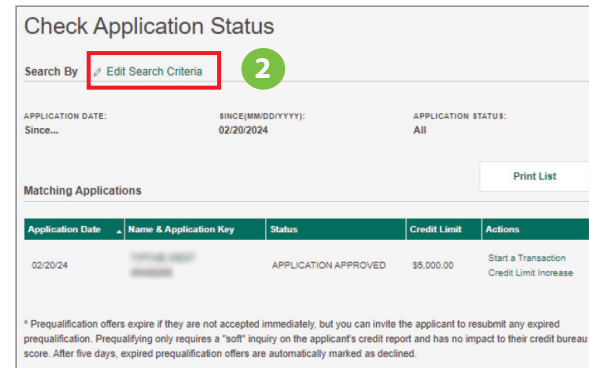 Check Application Status
Search By Edit Search Criteria 2
APPLICATION DATE: SINCE(MM/DD/YYYY): APPLICATION STATUS:
Since... 02/20/2024 All
Print List
Matching Applications
Application Date Name & Application Key Status Credit Limit Actions
02/20/24 APPLICATION APPROVED $5,000.00 Start a Transaction
Credit Limit Increase
* Prequalification offers expire if they are not accepted immediately, but you can invite the applicant to resubmit any expired
prequalification. Prequalifying only requires a "soft" inquiry on the applicant's credit report and has no impact to their credit bureau
score. After five days, expired prequalification offers are automatically marked as declined.